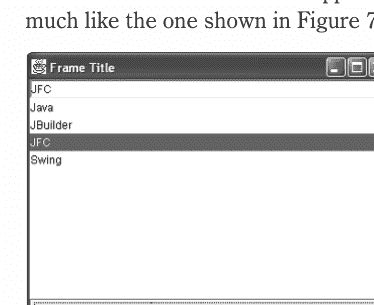 much like the one shown in Figure 7
Frame Title
JFC
Java
JBuilder
JFC
Swing